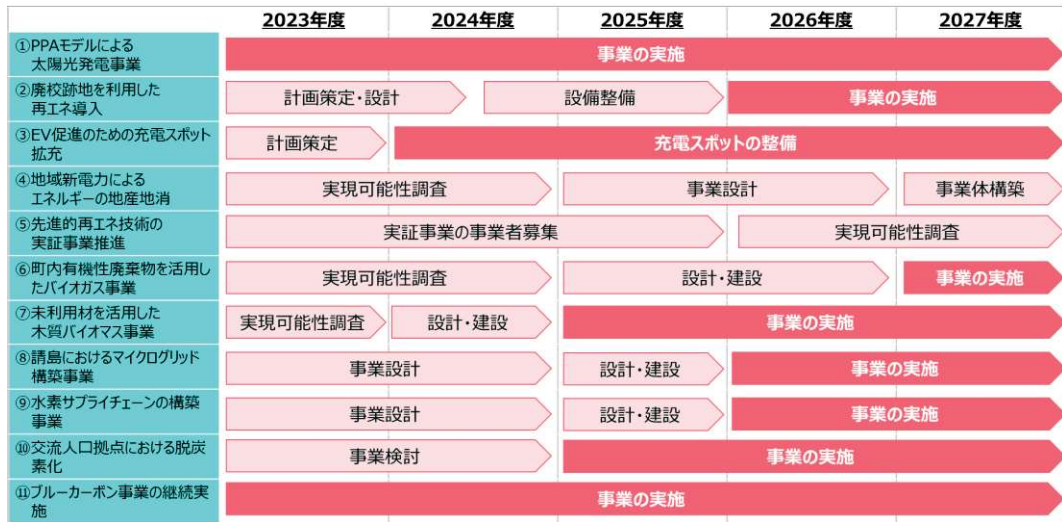 2023年度 2024年度 2025年度 2026年度 2027年度
①PPAモデルによる
太陽光発電事業
事業の実施
②廃校跡地を利用した
再エネ導入
計画策定・設計 設備整備 事業の実施
③EV促進のための充電スポット
拡充
計画策定 充電スポットの整備
④地域新電力による
エネルギーの地産地消
実現可能性調査 事業設計 事業体構築
⑤先進的再エネ技術の
実証事業推進
実証事業の事業者募集 実現可能性調査
⑥町内有機性廃棄物を活用し
たバイオガス事業
実現可能性調査 設計・建設 事業の実施
⑦未利用材を活用した
木質バイオマス事業
実現可能性調査 設計・建設 事業の実施
⑧請島におけるマイクログリッド
構築事業
事業設計 設計・建設 事業の実施
⑨水素サプライチェーンの構築
事業
事業設計 設計・建設 事業の実施
⑩交流人口拠点における脱炭
素化
事業検討 事業の実施
⑪ブルーカーボン事業の継続実
施
事業の実施